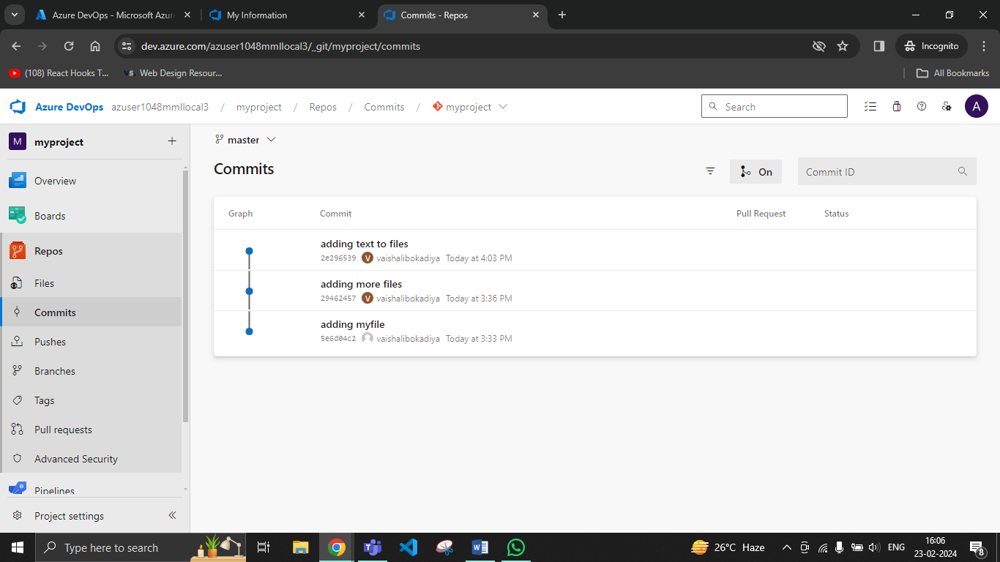 Azure DevOps - Microsoft Azure
My Information
Commits - Repos
dev.azure.com/azuser1048mmllocal3/_git/myproject/commits
Incognito
(108) React Hooks T...
vs. Web Design Resour...
All Bookmarks
Azure DevOps azuser1048mmllocal3 / myproject / Repos / Commits / myproject
Search
A
M myproject +
master
Overview
Commits
On
Commit ID
Boards
Graph Commit Pull Request Status
Repos
adding text to files
2e296539 V vaishalibokadiya Today at 4:03 PM
Files
adding more files
29462457 V vaishalibokadiya Today at 3:36 PM
Commits
adding myfile
5e6d04c2 vaishalibokadiya Today at 3:33 PM
Pushes
Branches
Tags
Pull requests
Advanced Security
Pipelines
Project settings
Type here to search
26°C Haze
ENG
16:06
23-02-2024
8